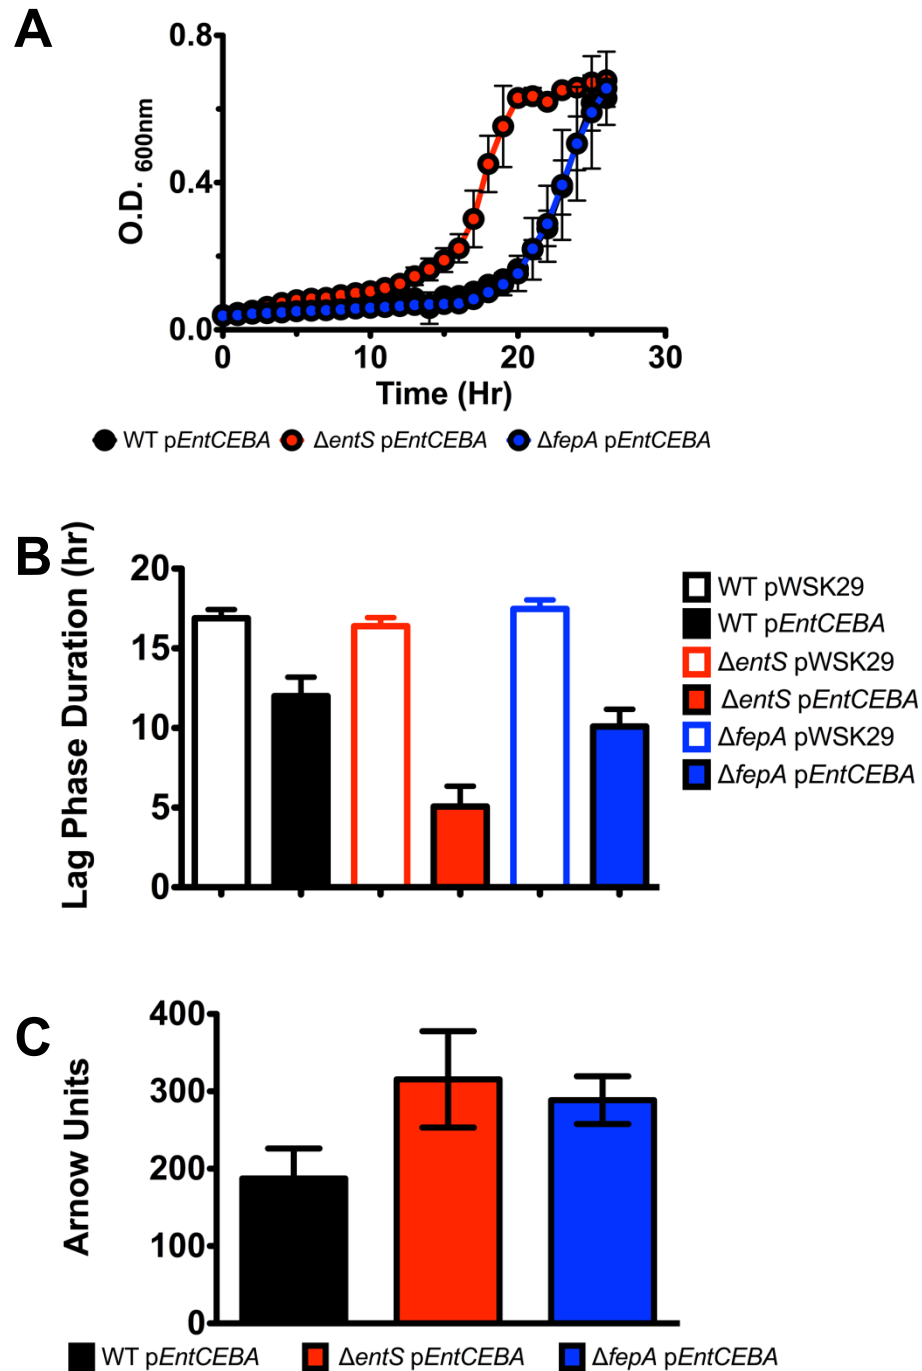 A
0.8
0.4
0.0
O.D. 600nm
0 10 20 30
Time (Hr)
WT pEntCEBA ΔentS pEntCEBA ΔfepA pEntCEBA
B
Lag Phase Duration (hr)
20
15
10
5
0
WT pWSK29
WT pEntCEBA
ΔentS pWSK29
ΔentS pEntCEBA
ΔfepA pWSK29
ΔfepA pEntCEBA
C
Arnow Units
400
300
200
100
0
WT pEntCEBA ΔentS pEntCEBA ΔfepA pEntCEBA